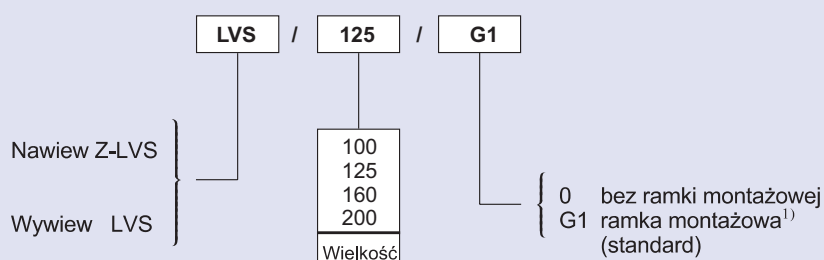 LVS / 125 / G1
Nawiew Z-LVS
Wywiew LVS
100
125
160
200
Wielkość
0 bez ramki montażowej
G1 ramka montażowa1)
(standard)